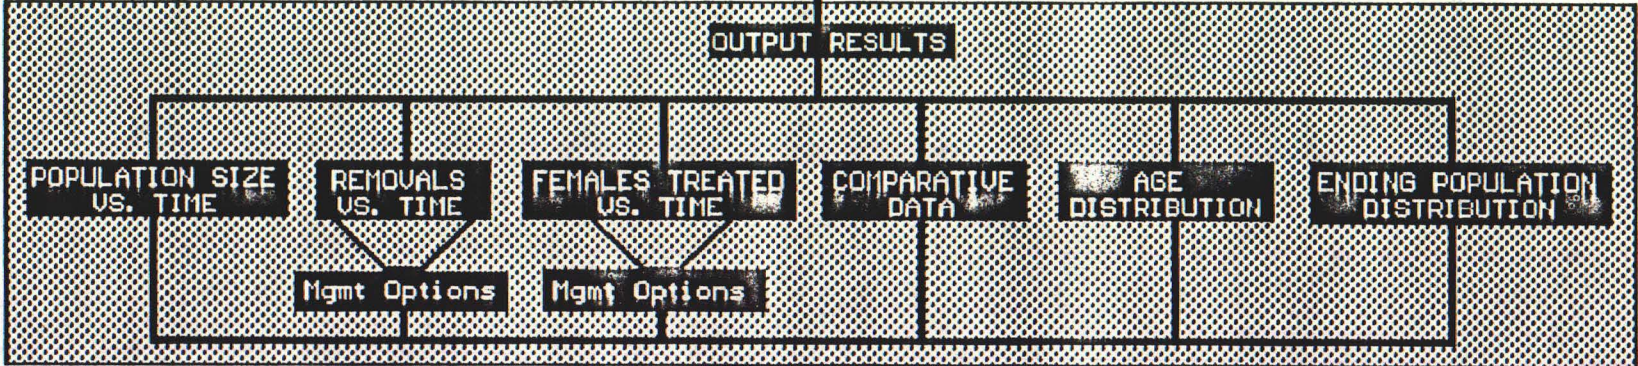 OUTPUT RESULTS
POPULATION SIZE
VS. TIME
REMOVALS
VS. TIME
FEMALES TREATED
VS. TIME
COMPARATIVE
DATA
AGE
DISTRIBUTION
ENDING POPULATION
DISTRIBUTION
Mgmt Options
Mgmt Options